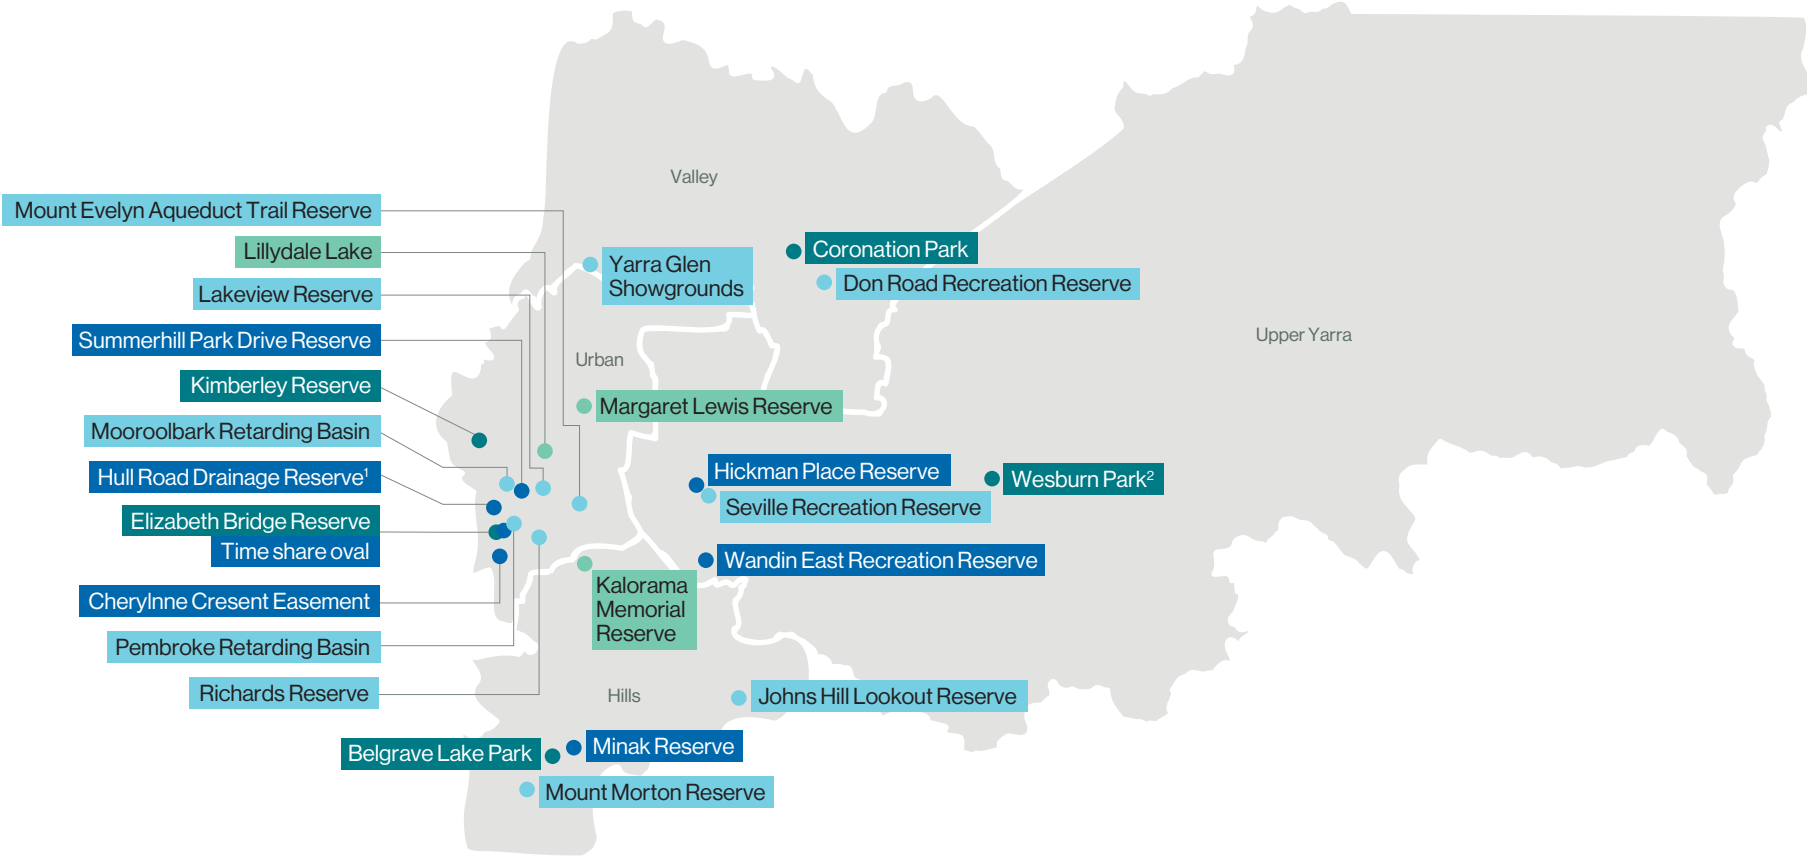 Valley
Mount Evelyn Aqueduct Trail Reserve
Lillydale Lake
Lakeview Reserve
Summerhill Park Drive Reserve
Kimberley Reserve
Mooroolbark Retarding Basin
Hull Road Drainage Reserve¹
Elizabeth Bridge Reserve
Time share oval
Cherylnne Cresent Easement
Pembroke Retarding Basin
Richards Reserve
Yarra Glen
Showgrounds
Coronation Park
Don Road Recreation Reserve
Upper Yarra
Urban
Margaret Lewis Reserve
Hickman Place Reserve
Seville Recreation Reserve
Wesburn Park²
Wandin East Recreation Reserve
Kalorama
Memorial
Reserve
Hills
Johns Hill Lookout Reserve
Minak Reserve
Belgrave Lake Park
Mount Morton Reserve